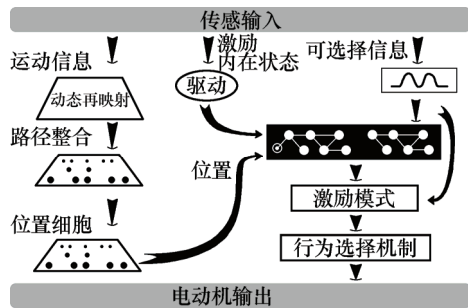 传感输入
运动信息
动态再映射
路径整合
位置细胞
激励
内在状态
驱动
位置
可选择信息
激励模式
行为选择机制
电动机输出